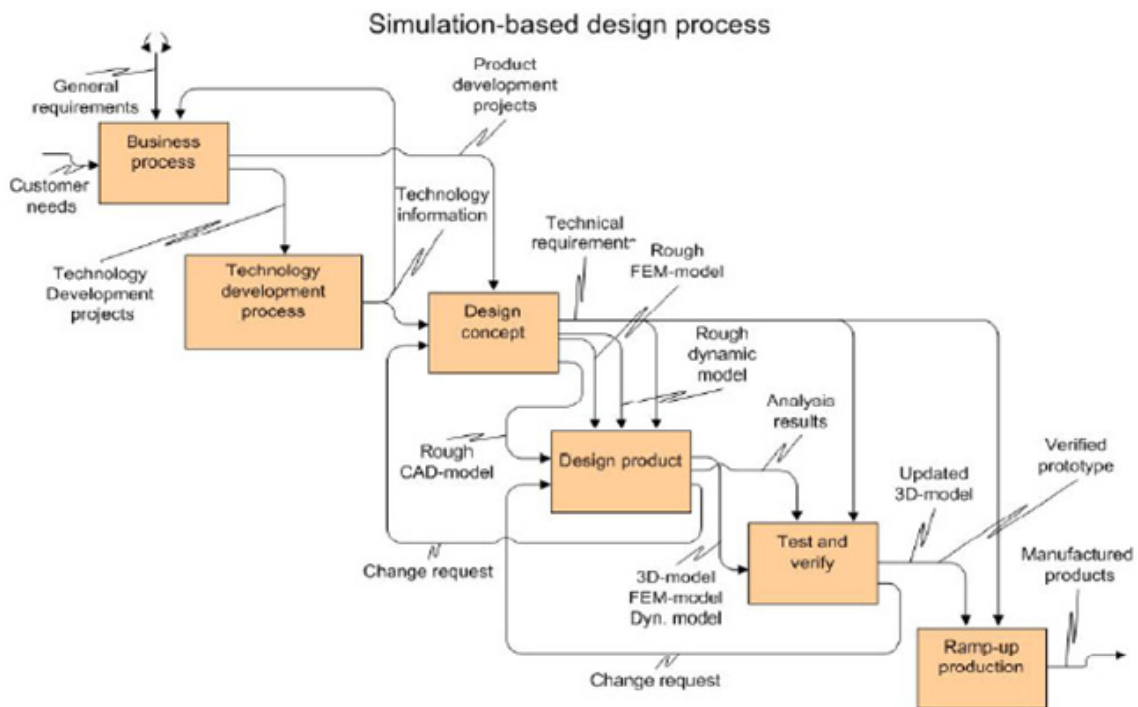 Simulation-based design process
General
requirements
Product
development
projects
Business
process
Customer
needs
Technology
information
Technology
Development
projects
Technology
development
process
Technical
requirement
Rough
FEM-model
Design
concept
Rough
dynamic
model
Analysis
results
Rough
CAD-model
Design product
Verified
prototype
Updated
3D-model
Test and
verify
Manufactured
products
Change request
3D-model
FEM-model
Dyn. model
Ramp-up
production
Change request